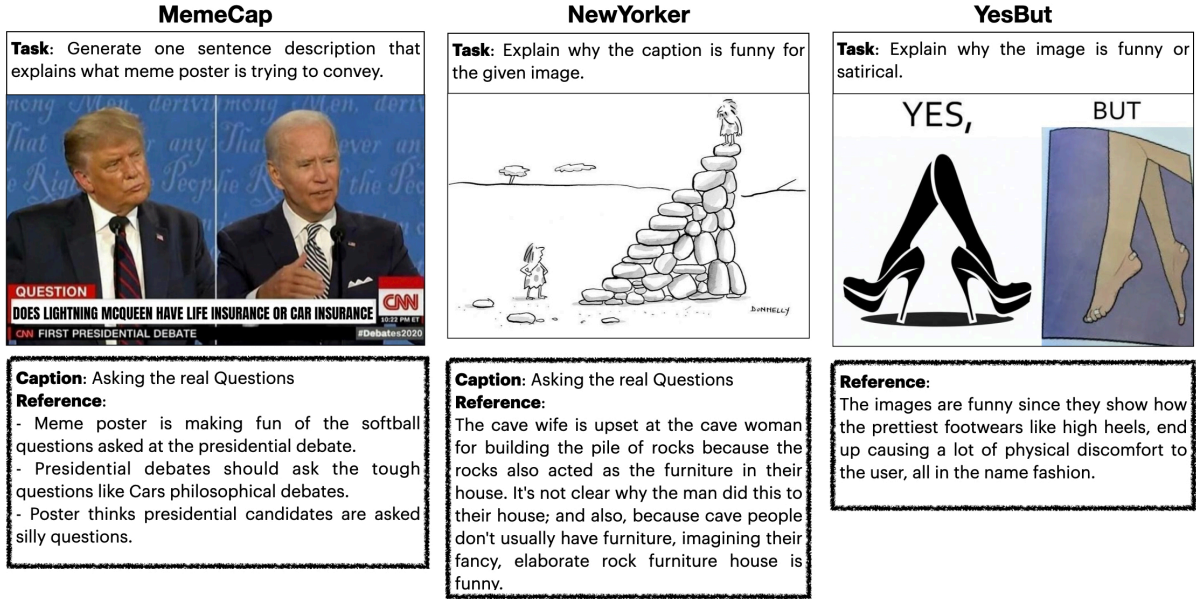 MemeCap
Task: Generate one sentence description that
explains what meme poster is trying to convey.
QUESTION
DOES LIGHTNING MCQUEEN HAVE LIFE INSURANCE OR CAR INSURANCE
CNN
10:22 PM ET
CNN FIRST PRESIDENTIAL DEBATE
#Debates2020
Caption: Asking the real Questions
Reference:
- Meme poster is making fun of the softball
questions asked at the presidential debate.
- Presidential debates should ask the tough
questions like Cars philosophical debates.
- Poster thinks presidential candidates are asked
silly questions.
NewYorker
Task: Explain why the caption is funny for
the given image.
DONNELLY
Caption: Asking the real Questions
Reference:
The cave wife is upset at the cave woman
for building the pile of rocks because the
rocks also acted as the furniture in their
house. It's not clear why the man did this to
their house; and also, because cave people
don't usually have furniture, imagining their
fancy, elaborate rock furniture house is
funny.
YesBut
Task: Explain why the image is funny or
satirical.
YES,
BUT
Reference:
The images are funny since they show how
the prettiest footwears like high heels, end
up causing a lot of physical discomfort to
the user, all in the name fashion.